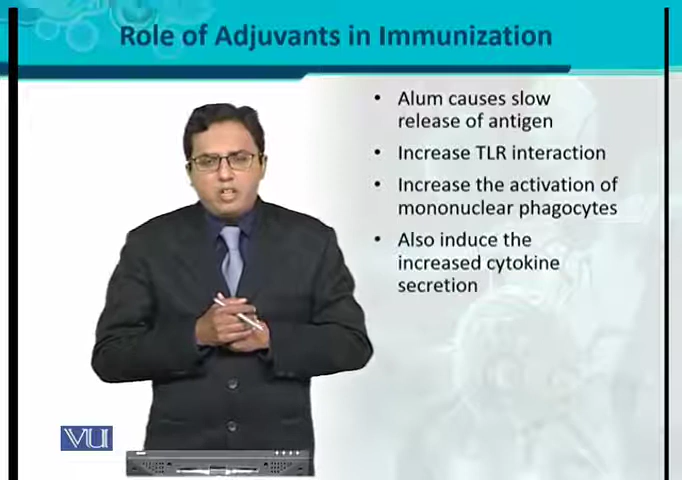 Role of Adjuvants in Immunization
• Alum causes slow
release of antigen
• Increase TLR interaction
• Increase the activation of
mononuclear phagocytes
• Also induce the
increased cytokine
secretion
VU